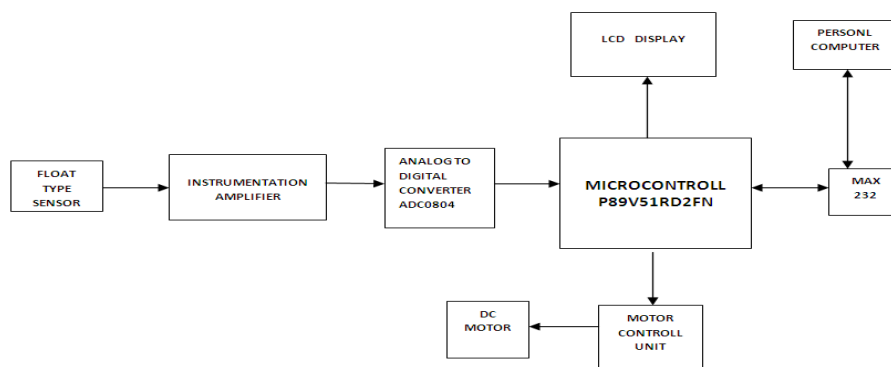 LCD DISPLAY
PERSONL
COMPUTER
FLOAT
TYPE
SENSOR
INSTRUMENTATION
AMPLIFIER
ANALOG TO
DIGITAL
CONVERTER
ADC0804
MICROCONTROLL
P89V51RD2FN
MAX
232
DC
MOTOR
MOTOR
CONTROLL
UNIT